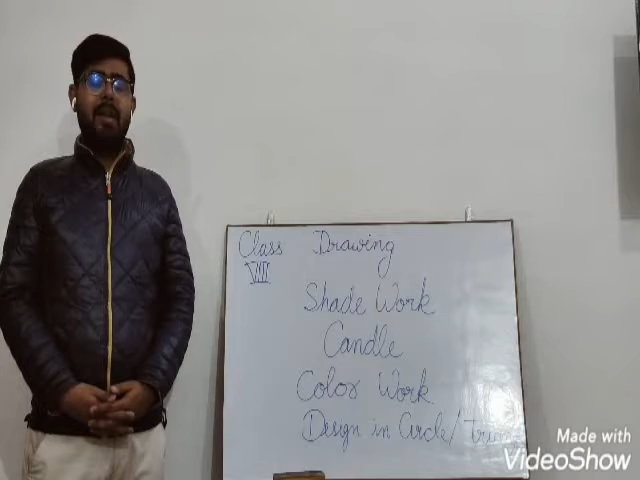 Class Drawing
VIII
Shade Work
Candle
Color Work
Design in Circle/
Made with
VideoShow